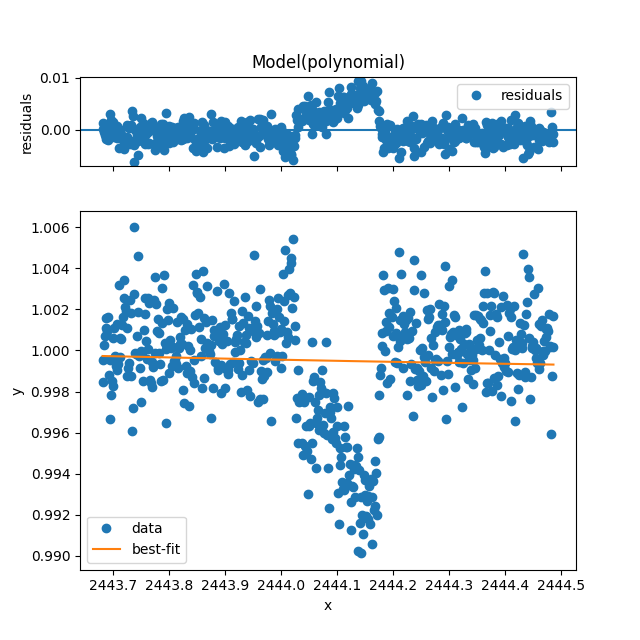 Model(polynomial)
0.01
0.00
residuals
residuals
1.006
1.004
1.002
1.000
0.998
0.996
0.994
0.992
0.990
y
data
best-fit
2443.7 2443.8 2443.9 2444.0 2444.1 2444.2 2444.3 2444.4 2444.5
x